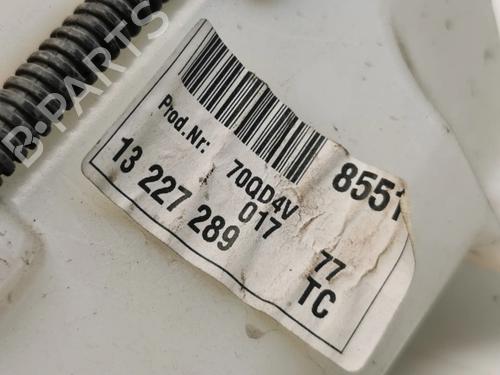 8551
Prod.Nr: 70QD4V 77
017
13 227 289 TC
B-PARTS